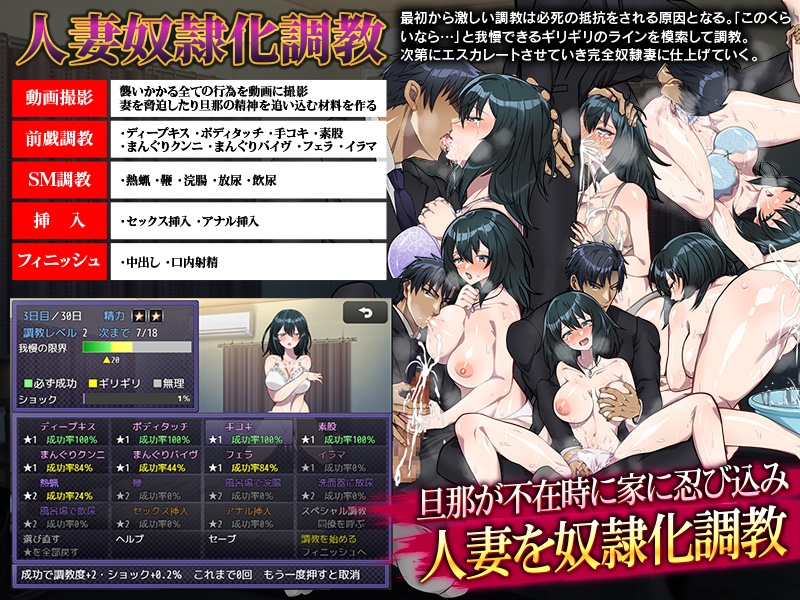 人妻奴隷化調教
最初から激しい調教は必死の抵抗をされる原因となる。「このくら
いなら…」と我慢できるギリギリのラインを模索して調教。
次第にエスカレートさせていき完全奴隷妻に仕上げていく。
動画撮影
襲いかかる全ての行為を動画に撮影
妻を脅迫したり旦那の精神を追い込む材料を作る
前戯調教
・ディープキス ・ボディタッチ ・手コキ ・素股
・まんぐりクンニ ・まんぐりバイヴ ・フェラ ・イラマ
SM調教
・熱蝋 ・鞭 ・浣腸 ・放尿 ・飲尿
挿入
・セックス挿入 ・アナル挿入
フィニッシュ
・中出し ・口内射精
3日目/30日 精力 ★ ★
調教レベル 2 次まで 7/18
我慢の限界
▲20
■必ず成功 ■ギリギリ ■無理
ショック 1%
ディープキス ボディタッチ 手コキ 素股
★1 成功率100% ★1 成功率100% ★1 成功率100% ★1 成功率100%
まんぐりクンニ まんぐりバイヴ フェラ イラマ
★1 成功率84% ★1 成功率44% ★1 成功率84% ★1 成功率0%
熱蝋 鞭 風呂場で浣腸 洗面器に放尿
★2 成功率24% ★2 成功率0% ★2 成功率0% ★2 成功率0%
風呂場で飲尿 セックス挿入 アナル挿入 スペシャル調教
★2 成功率0% ★2 成功率0% ★2 成功率0% 同僚を呼ぶ
選び直す ヘルプ セーブ 調教を始める
★を全部戻す フィニッシュへ
成功で調教度+2・ショック+0.2% これまで0回 もう一度押すと取消
旦那が不在時に家に忍び込み
人妻を奴隷化調教